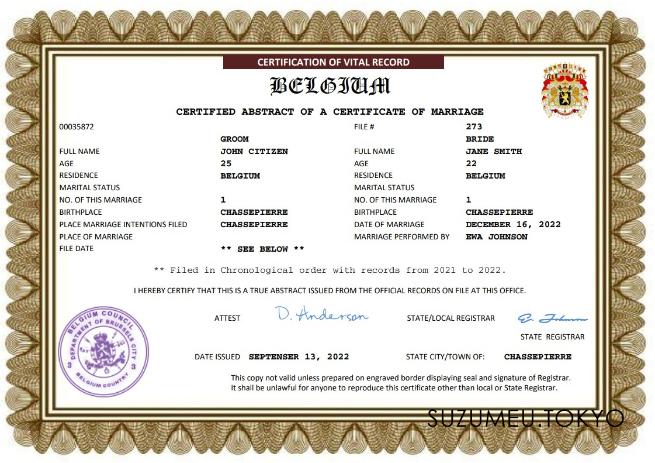 CERTIFICATION OF VITAL RECORD
BELGIUM
CERTIFIED ABSTRACT OF A CERTIFICATE OF MARRIAGE
00035872 FILE # 273
GROOM BRIDE
FULL NAME JOHN CITIZEN FULL NAME JANE SMITH
AGE 25 AGE 22
RESIDENCE BELGIUM RESIDENCE BELGIUM
MARITAL STATUS MARITAL STATUS
NO. OF THIS MARRIAGE 1 NO. OF THIS MARRIAGE 1
BIRTHPLACE CHASSEPIERRE BIRTHPLACE CHASSEPIERRE
PLACE MARRIAGE INTENTIONS FILED CHASSEPIERRE DATE OF MARRIAGE DECEMBER 16, 2022
PLACE OF MARRIAGE MARRIAGE PERFORMED BY EWA JOHNSON
FILE DATE ** SEE BELOW **
** Filed in Chronological order with records from 2021 to 2022.
I HEREBY CERTIFY THAT THIS IS A TRUE ABSTRACT ISSUED FROM THE OFFICIAL RECORDS ON FILE AT THIS OFFICE.
ATTEST D. Anderson STATE/LOCAL REGISTRAR E. Johnson
STATE REGISTRAR
DATE ISSUED SEPTENSER 13, 2022 STATE CITY/TOWN OF: CHASSEPIERRE
BELGIUM COUNCIL
DEPARTMENT OF BRUSSELS CITY
BELGIUM COUNTRY
This copy not valid unless prepared on engraved border displaying seal and signature of Registrar.
It shall be unlawful for anyone to reproduce this certificate other than local or State Registrar.
SUZUMEU.TOKYO